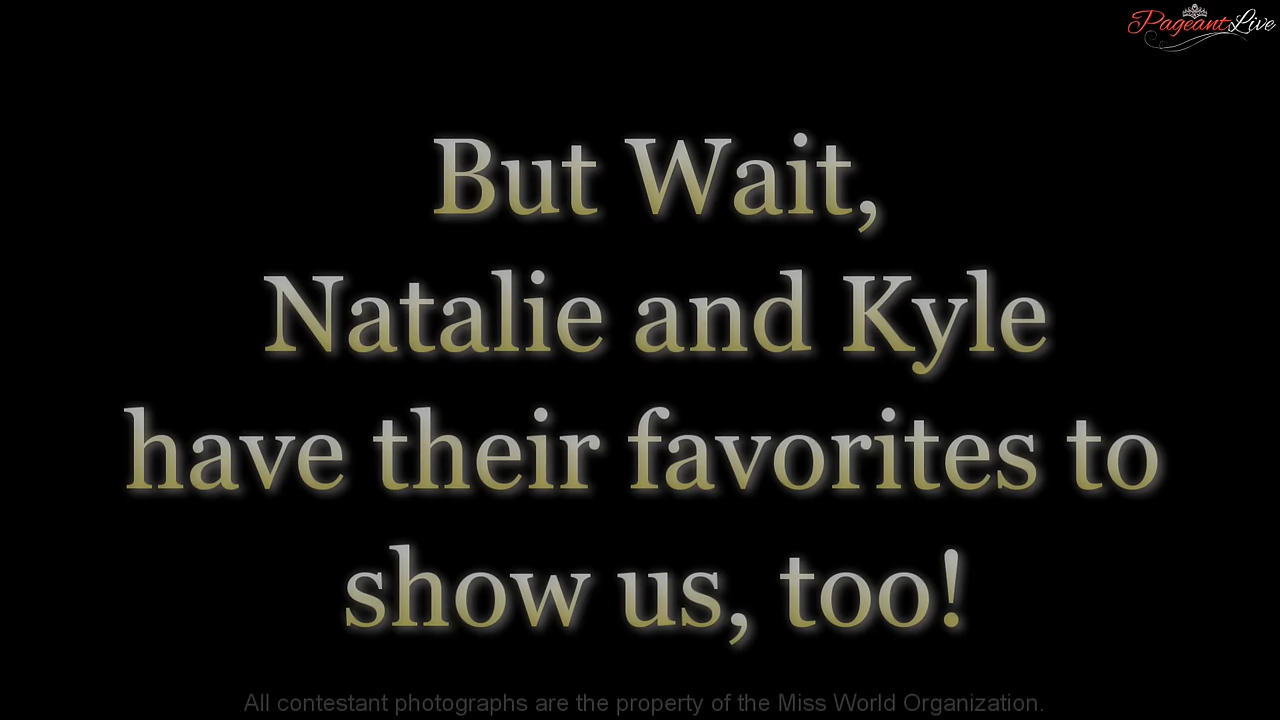 PageantLive
But Wait,
Natalie and Kyle
have their favorites to
show us, too!
All contestant photographs are the property of the Miss World Organization.